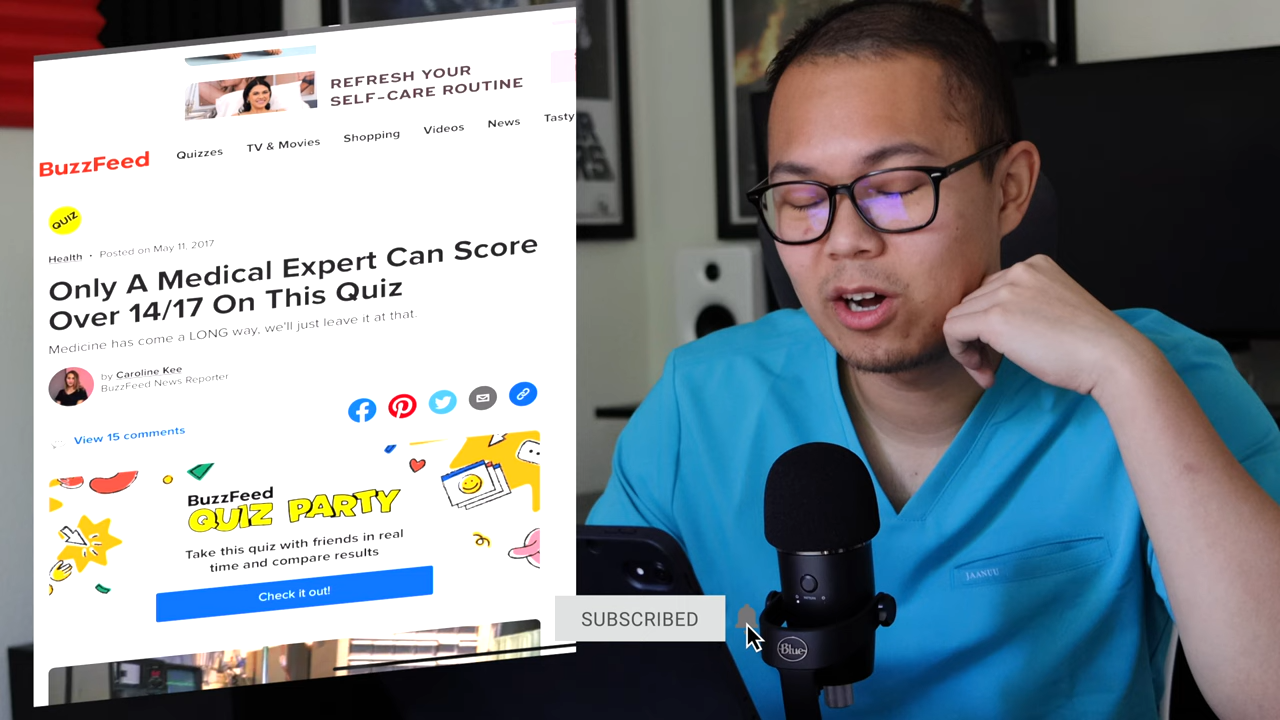 REFRESH YOUR
SELF-CARE ROUTINE
BuzzFeed
Quizzes
TV & Movies
Shopping
Videos
News
Tasty
QUIZ
Health • Posted on May 11, 2017
Only A Medical Expert Can Score
Over 14/17 On This Quiz
Medicine has come a LONG way, we'll just leave it at that.
by Caroline Kee
BuzzFeed News Reporter
View 15 comments
BuzzFeed
QUIZ PARTY
Take this quiz with friends in real
time and compare results
Check it out!
SUBSCRIBED
JAANUU
Blue